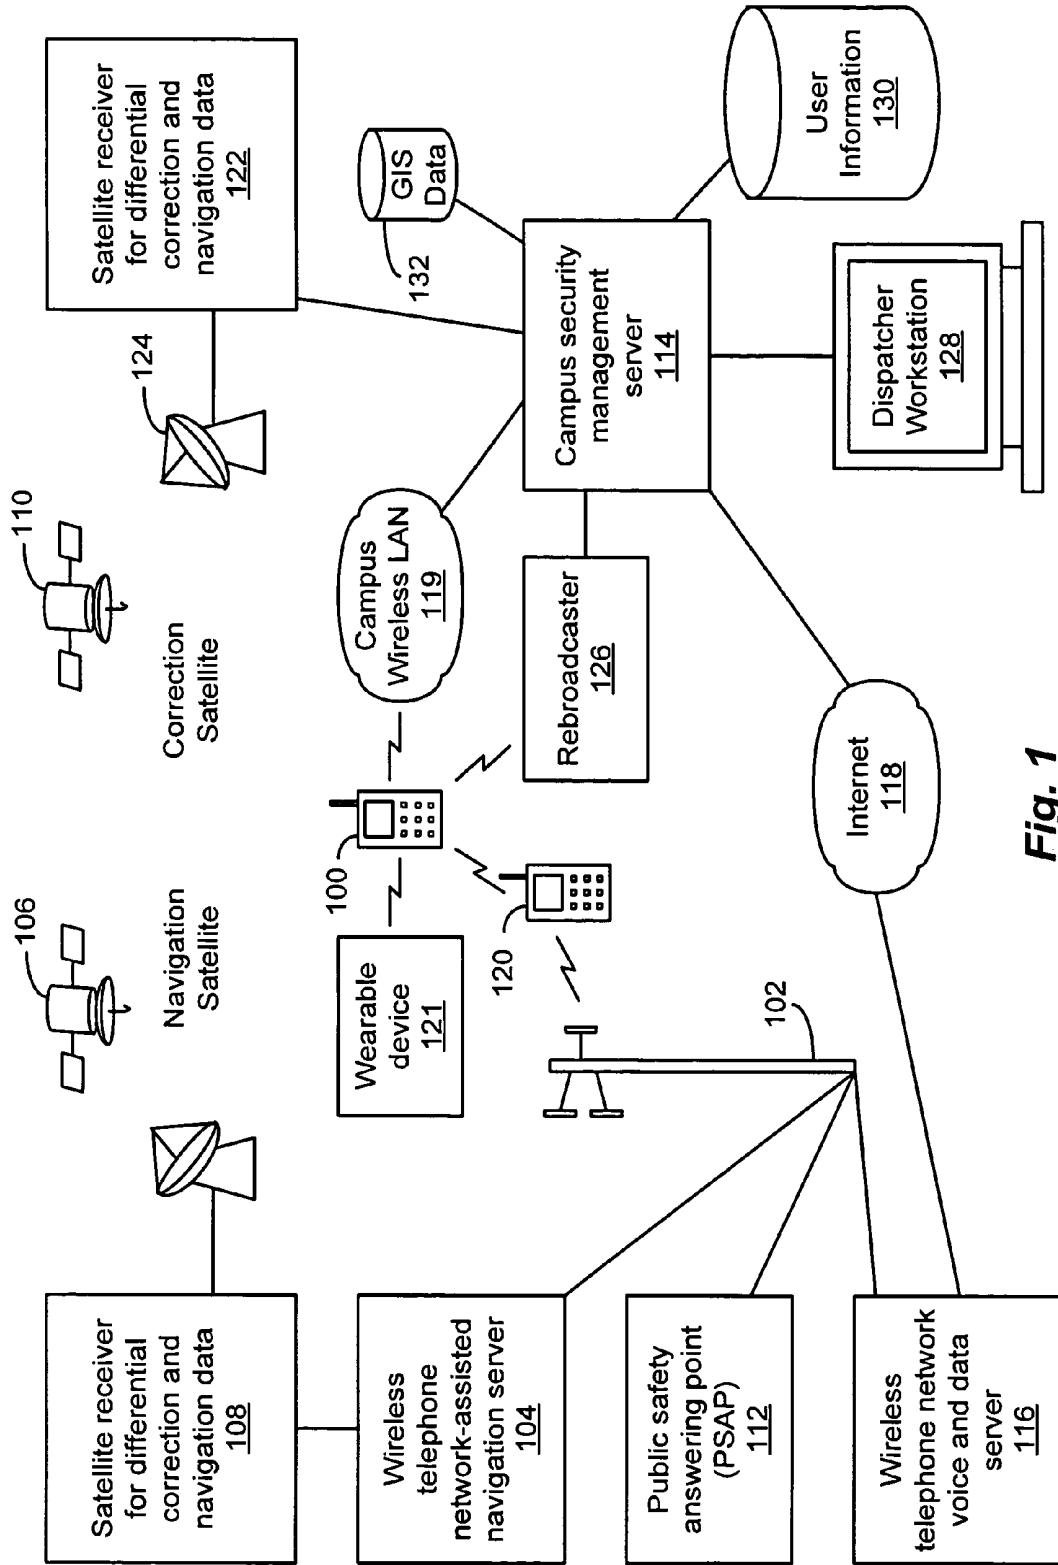 Satellite receiver
for differential
correction and
navigation data
108
106
Navigation
Satellite
110
Correction
Satellite
124
Satellite receiver
for differential
correction and
navigation data
122
Wireless
telephone
network-assisted
navigation server
104
Wearable
device
121
100
Campus
Wireless LAN
119
132
GIS
Data
120
Public safety
answering point
(PSAP)
112
102
Rebroadcaster
126
Campus security
management
server
114
User
Information
130
Wireless
telephone network
voice and data
server
116
Internet
118
Dispatcher
Workstation
128
Fig. 1